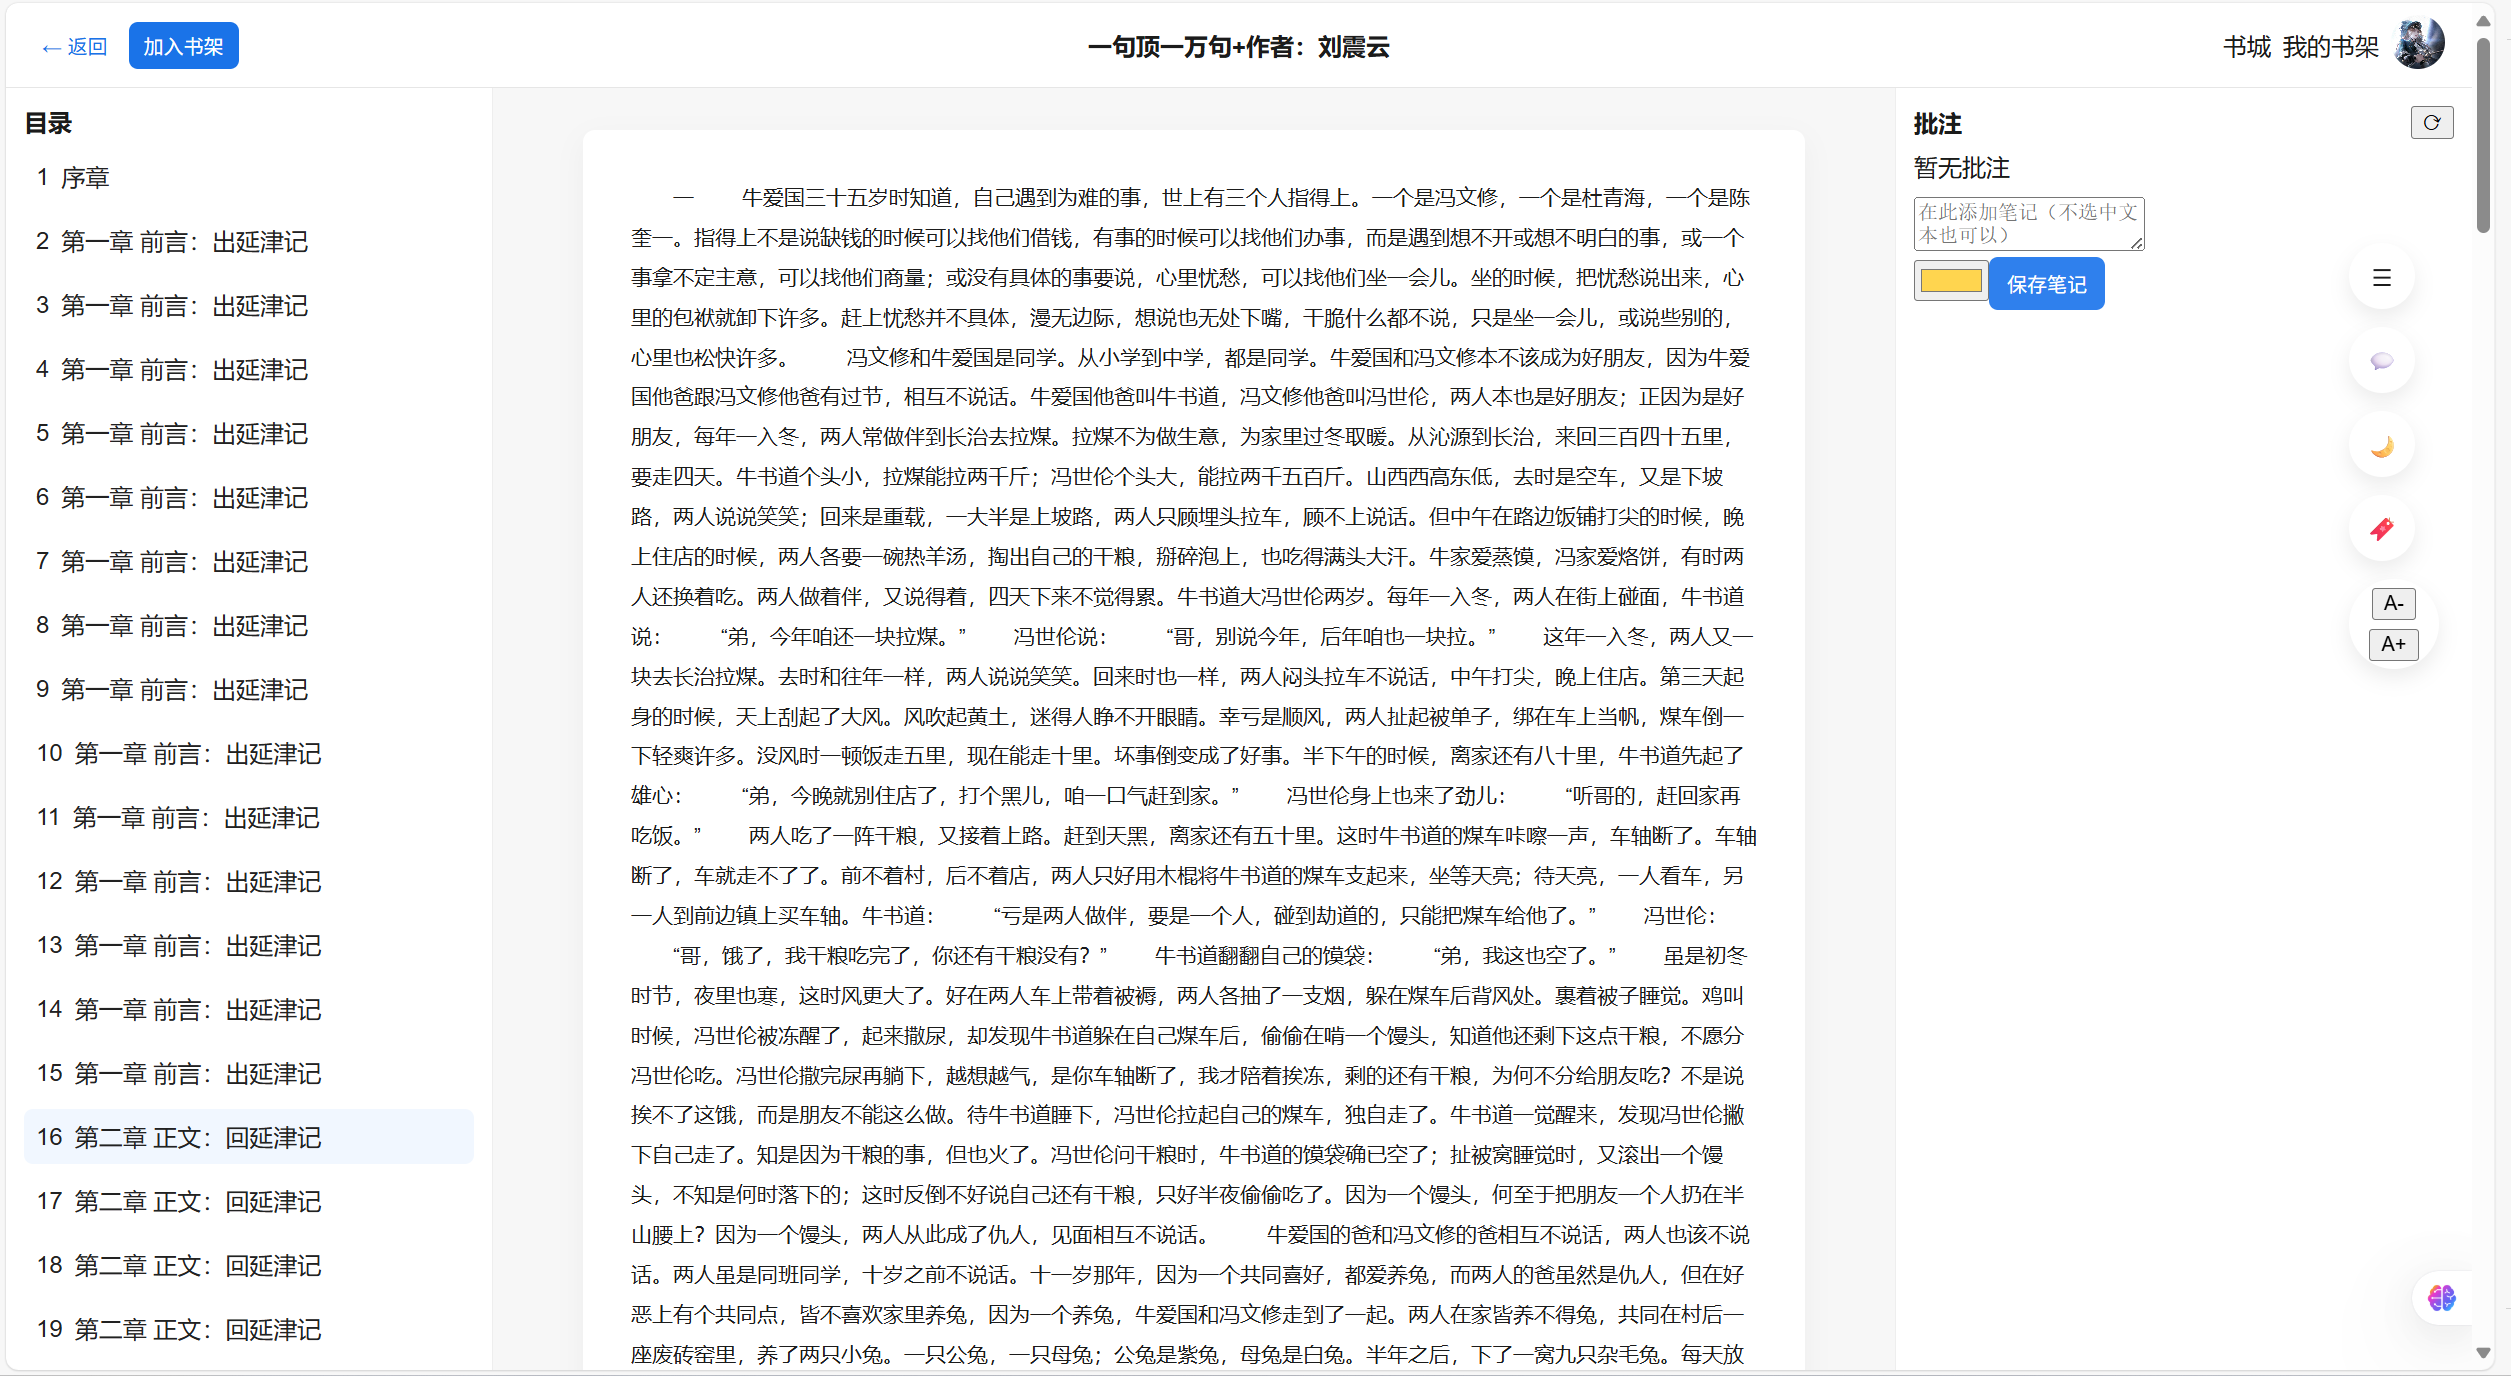 ← 返回
加入书架
一句顶一万句+作者：刘震云
书城 我的书架
目录
1 序章
2 第一章 前言：出延津记
3 第一章 前言：出延津记
4 第一章 前言：出延津记
5 第一章 前言：出延津记
6 第一章 前言：出延津记
7 第一章 前言：出延津记
8 第一章 前言：出延津记
9 第一章 前言：出延津记
10 第一章 前言：出延津记
11 第一章 前言：出延津记
12 第一章 前言：出延津记
13 第一章 前言：出延津记
14 第一章 前言：出延津记
15 第一章 前言：出延津记
16 第二章 正文：回延津记
17 第二章 正文：回延津记
18 第二章 正文：回延津记
19 第二章 正文：回延津记
一 牛爱国三十五岁时知道，自己遇到为难的事，世上有三个人指得上。一个是冯文修，一个是杜青海，一个是陈
奎一。指得上不是说缺钱的时候可以找他们借钱，有事的时候可以找他们办事，而是遇到想不开或想不明白的事，或一个
事拿不定主意，可以找他们商量；或没有具体的事要说，心里忧愁，可以找他们坐一会儿。坐的时候，把忧愁说出来，心
里的包袱就卸下许多。赶上忧愁并不具体，漫无边际，想说也无处下嘴，干脆什么都不说，只是坐一会儿，或说些别的，
心里也松快许多。 冯文修和牛爱国是同学。从小学到中学，都是同学。牛爱国和冯文修本不该成为好朋友，因为牛爱
国他爸跟冯文修他爸有过节，相互不说话。牛爱国他爸叫牛书道，冯文修他爸叫冯世伦，两人本也是好朋友；正因为是好
朋友，每年一入冬，两人常做伴到长治去拉煤。拉煤不为做生意，为家里过冬取暖。从沁源到长治，来回三百四十五里，
要走四天。牛书道个头小，拉煤能拉两千斤；冯世伦个头大，能拉两千五百斤。山西西高东低，去时是空车，又是下坡
路，两人说说笑笑；回来是重载，一大半是上坡路，两人只顾埋头拉车，顾不上说话。但中午在路边饭铺打尖的时候，晚
上住店的时候，两人各要一碗热羊汤，掏出自己的干粮，掰碎泡上，也吃得满头大汗。牛家爱蒸馍，冯家爱烙饼，有时两
人还换着吃。两人做着伴，又说得着，四天下来不觉得累。牛书道大冯世伦两岁。每年一入冬，两人在街上碰面，牛书道
说： “弟，今年咱还一块拉煤。” 冯世伦说： “哥，别说今年，后年咱也一块拉。” 这年一入冬，两人又一
块去长治拉煤。去时和往年一样，两人说说笑笑。回来时也一样，两人闷头拉车不说话，中午打尖，晚上住店。第三天起
身的时候，天上刮起了大风。风吹起黄土，迷得人睁不开眼睛。幸亏是顺风，两人扯起被单子，绑在车上当帆，煤车倒一
下轻爽许多。没风时一顿饭走五里，现在能走十里。坏事倒变成了好事。半下午的时候，离家还有八十里，牛书道先起了
雄心： “弟，今晚就别住店了，打个黑儿，咱一口气赶到家。” 冯世伦身上也来了劲儿： “听哥的，赶回家再
吃饭。” 两人吃了一阵干粮，又接着上路。赶到天黑，离家还有五十里。这时牛书道的煤车咔嚓一声，车轴断了。车轴
断了，车就走不了了。前不着村，后不着店，两人只好用木棍将牛书道的煤车支起来，坐等天亮；待天亮，一人看车，另
一人到前边镇上买车轴。牛书道： “亏是两人做伴，要是一个人，碰到劫道的，只能把煤车给他了。” 冯世伦：
“哥，饿了，我干粮吃完了，你还有干粮没有？” 牛书道翻翻自己的馍袋： “弟，我这也空了。” 虽是初冬
时节，夜里也寒，这时风更大了。好在两人车上带着被褥，两人各抽了一支烟，躲在煤车后背风处。裹着被子睡觉。鸡叫
时候，冯世伦被冻醒了，起来撒尿，却发现牛书道躲在自己煤车后，偷偷在啃一个馒头，知道他还剩下这点干粮，不愿分
冯世伦吃。冯世伦撒完尿再躺下，越想越气，是你车轴断了，我才陪着挨冻，剩的还有干粮，为何不分给朋友吃？不是说
挨不了这饿，而是朋友不能这么做。待牛书道睡下，冯世伦拉起自己的煤车，独自走了。牛书道一觉醒来，发现冯世伦撇
下自己走了。知是因为干粮的事，但也火了。冯世伦问干粮时，牛书道的馍袋确已空了；扯被窝睡觉时，又滚出一个馒
头，不知是何时落下的；这时反倒不好说自己还有干粮，只好半夜偷偷吃了。因为一个馒头，何至于把朋友一个人扔在半
山腰上？因为一个馒头，两人从此成了仇人，见面相互不说话。 牛爱国的爸和冯文修的爸相互不说话，两人也该不说
话。两人虽是同班同学，十岁之前不说话。十一岁那年，因为一个共同喜好，都爱养兔，而两人的爸虽然是仇人，但在好
恶上有个共同点，皆不喜欢家里养兔，因为一个养兔，牛爱国和冯文修走到了一起。两人在家皆养不得兔，共同在村后一
座废砖窑里，养了两只小兔。一只公兔，一只母兔；公兔是紫兔，母兔是白兔。半年之后，下了一窝九只杂毛兔。每天放
批注
暂无批注
在此添加笔记（不选中文
本也可以）
保存笔记
A-
A+